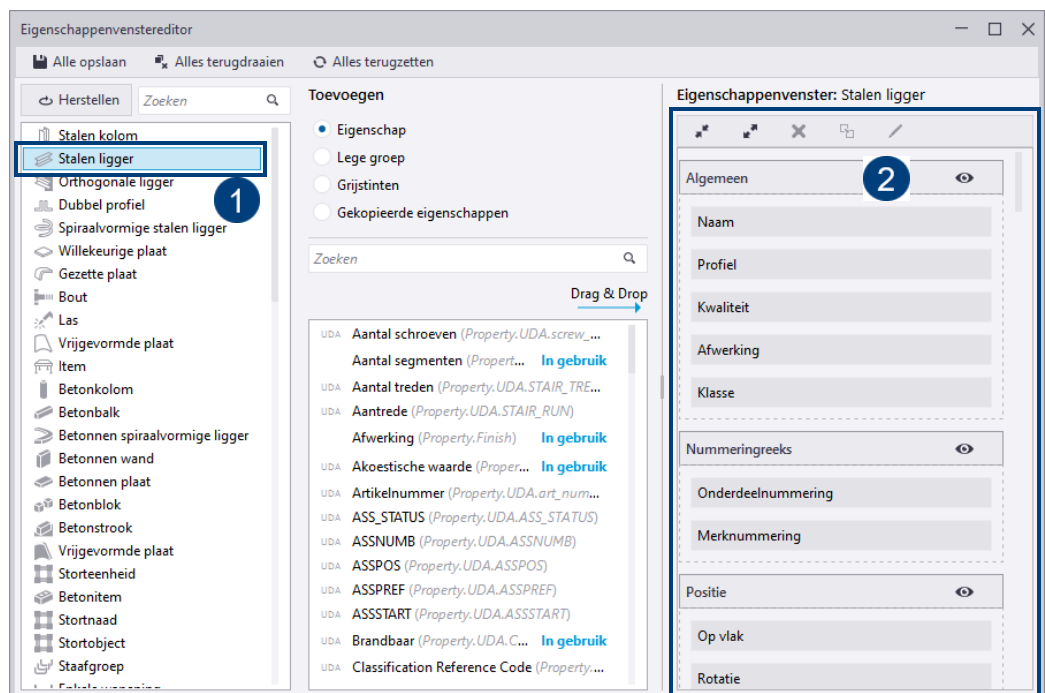 Eigenschappenvenstereditor
Alle opslaan Alles terugdraaien Alles terugzetten
Herstellen Zoeken
Stalen kolom
Stalen ligger
Orthogonale ligger
Dubbel profiel
Spiraalvormige stalen ligger
Willekeurige plaat
Gezette plaat
Bout
Las
Vrijgevormde plaat
Item
Betonkolom
Betonbalk
Betonnen spiraalvormige ligger
Betonnen wand
Betonnen plaat
Betonblok
Betonstrook
Vrijgevormde plaat
Storteenheid
Betonitem
Stortnaad
Stortobject
Staafgroep
1
Toevoegen
Eigenschap
Lege groep
Grijstinten
Gekopieerde eigenschappen
Zoeken
Drag & Drop
UDA Aantal schroeven (Property.UDA.screw_...
Aantal segmenten (Propert... In gebruik
UDA Aantal treden (Property.UDA.STAIR_TRE...
UDA Aantrede (Property.UDA.STAIR_RUN)
Afwerking (Property.Finish) In gebruik
UDA Akoestische waarde (Proper... In gebruik
UDA Artikelnummer (Property.UDA.art_num...
UDA ASS_STATUS (Property.UDA.ASS_STATUS)
UDA ASSNUMB (Property.UDA.ASSNUMB)
UDA ASSPOS (Property.UDA.ASSPOS)
UDA ASSPREF (Property.UDA.ASSPREF)
UDA ASSSTART (Property.UDA.ASSSTART)
UDA Brandbaar (Property.UDA.C... In gebruik
UDA Classification Reference Code (Property....
Eigenschappenvenster: Stalen ligger
2
Algemeen
Naam
Profiel
Kwaliteit
Afwerking
Klasse
Nummeringreeks
Onderdeelnummering
Merknummering
Positie
Op vlak
Rotatie